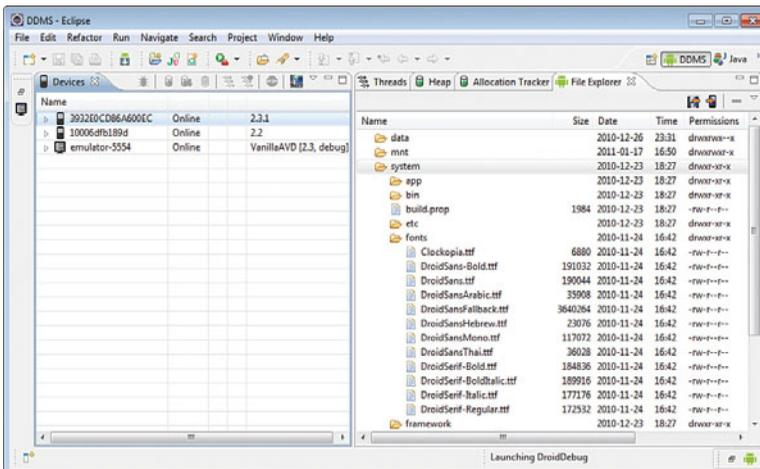 DDMS - Eclipse
File Edit Refactor Run Navigate Search Project Window Help
DDMS Java
Devices
Name
3932E0CD86A600EC Online 2.3.1
10006dfb189d Online 2.2
emulator-5554 Online VanillaAVD [2.3, debug]
Threads Heap Allocation Tracker File Explorer
Name Size Date Time Permissions
data 2010-12-26 23:31 drwxrwx--x
mnt 2011-01-17 16:50 drwxrwxr-x
system 2010-12-23 18:27 drwxr-xr-x
app 2010-12-23 18:27 drwxr-xr-x
bin 2010-12-23 18:27 drwxr-xr-x
build.prop 1984 2010-12-23 18:27 -rw-r--r--
etc 2010-12-23 18:27 drwxr-xr-x
fonts 2010-11-24 16:42 drwxr-xr-x
Clockopia.ttf 6880 2010-11-24 16:42 -rw-r--r--
DroidSans-Bold.ttf 191032 2010-11-24 16:42 -rw-r--r--
DroidSans.ttf 190044 2010-11-24 16:42 -rw-r--r--
DroidSansArabic.ttf 35908 2010-11-24 16:42 -rw-r--r--
DroidSansFallback.ttf 3640264 2010-11-24 16:42 -rw-r--r--
DroidSansHebrew.ttf 23076 2010-11-24 16:42 -rw-r--r--
DroidSansMono.ttf 117072 2010-11-24 16:42 -rw-r--r--
DroidSansThai.ttf 36028 2010-11-24 16:42 -rw-r--r--
DroidSerif-Bold.ttf 184836 2010-11-24 16:42 -rw-r--r--
DroidSerif-BoldItalic.ttf 189916 2010-11-24 16:42 -rw-r--r--
DroidSerif-Italic.ttf 177176 2010-11-24 16:42 -rw-r--r--
DroidSerif-Regular.ttf 172532 2010-11-24 16:42 -rw-r--r--
framework 2010-12-23 18:27 drwxr-xr-x
Launching DroidDebug